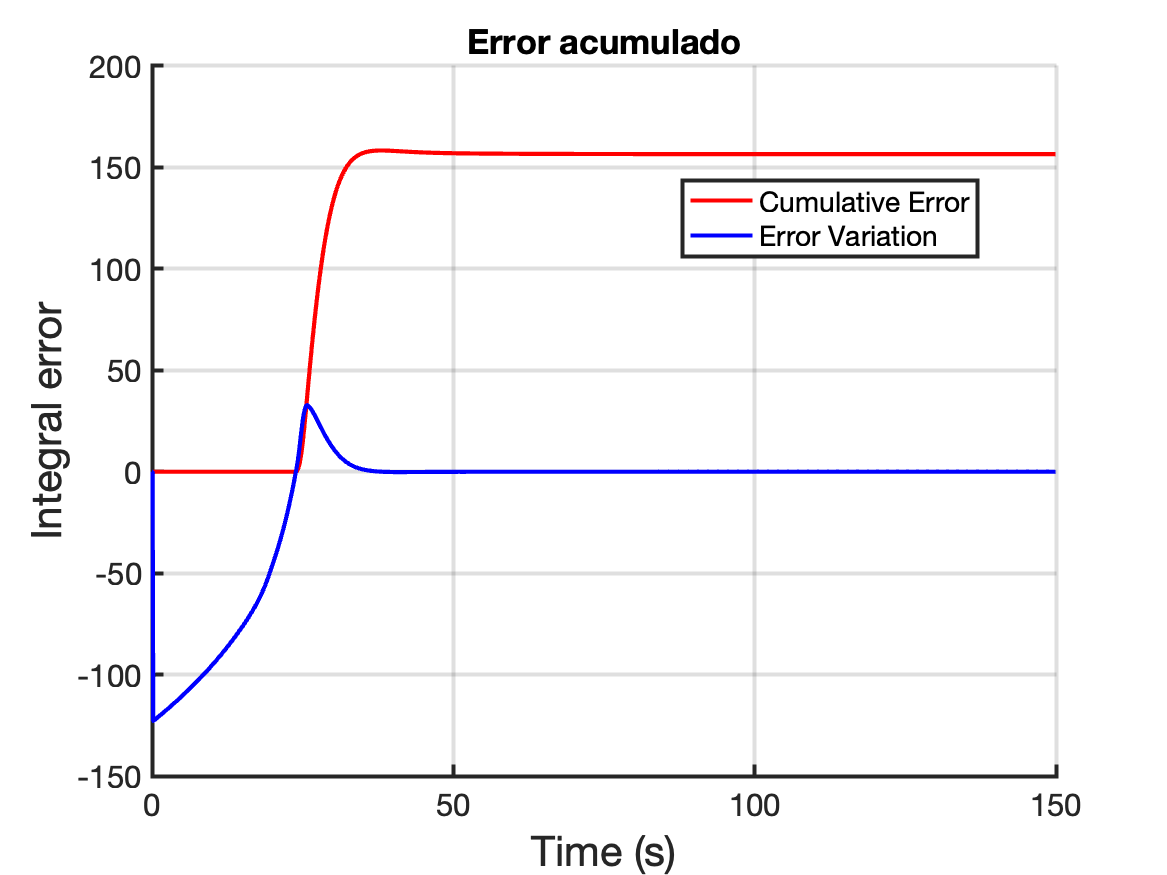 Error acumulado
200
150
100
50
0
-50
-100
-150
Integral error
Cumulative Error
Error Variation
0 50 100 150
Time (s)